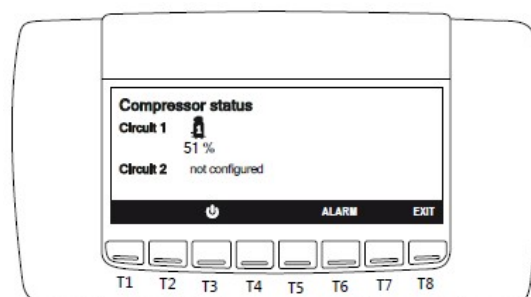 Compressor status
Circuit 1
1
51 %
Circuit 2 not configured
ALARM EXIT
T1 T2 T3 T4 T5 T6 T7 T8